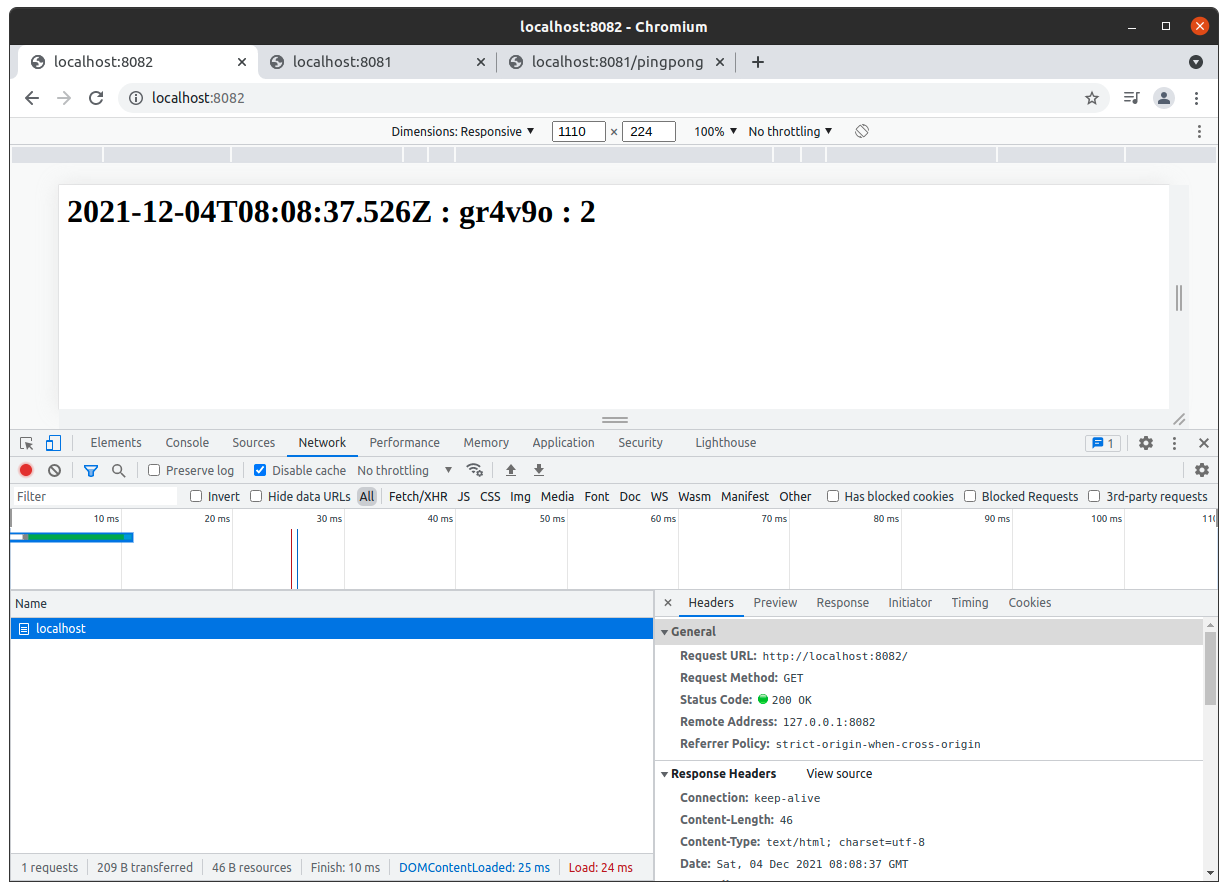 localhost:8082 - Chromium
localhost:8082 localhost:8081 localhost:8081/pingpong
localhost:8082
Dimensions: Responsive 1110 × 224 100% No throttling
2021-12-04T08:08:37.526Z : gr4v9o : 2
Elements Console Sources Network Performance Memory Application Security Lighthouse 1
Preserve log Disable cache No throttling
Filter Invert Hide data URLs All Fetch/XHR JS CSS Img Media Font Doc WS Wasm Manifest Other Has blocked cookies Blocked Requests 3rd-party requests
10 ms 20 ms 30 ms 40 ms 50 ms 60 ms 70 ms 80 ms 90 ms 100 ms
Name
localhost
Headers Preview Response Initiator Timing Cookies
General
Request URL: http://localhost:8082/
Request Method: GET
Status Code: 200 OK
Remote Address: 127.0.0.1:8082
Referrer Policy: strict-origin-when-cross-origin
Response Headers View source
Connection: keep-alive
Content-Length: 46
Content-Type: text/html; charset=utf-8
Date: Sat, 04 Dec 2021 08:08:37 GMT
1 requests 209 B transferred 46 B resources Finish: 10 ms DOMContentLoaded: 25 ms Load: 24 ms